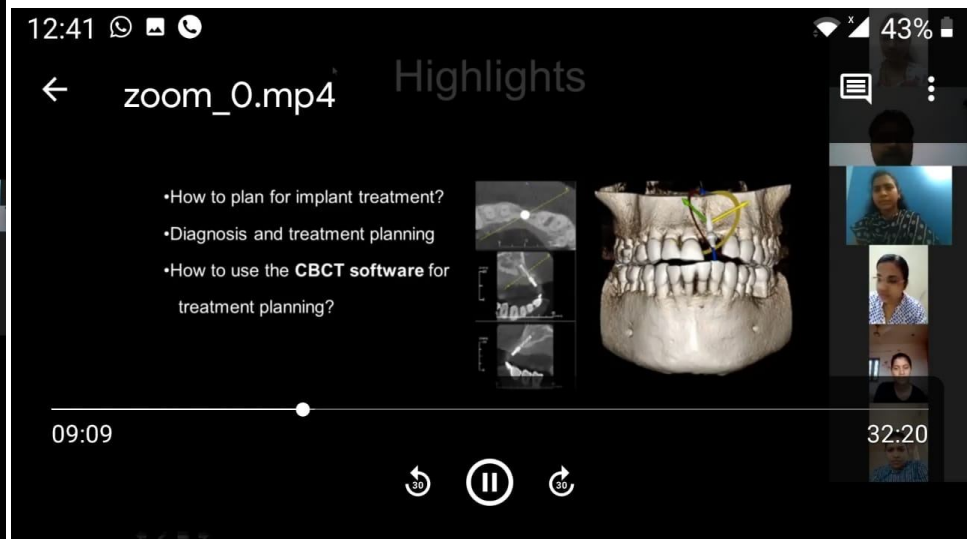 12:41
x
43%
Highlights
zoom_0.mp4
•How to plan for implant treatment?
•Diagnosis and treatment planning
•How to use the CBCT software for
treatment planning?
09:09
32:20
30
30